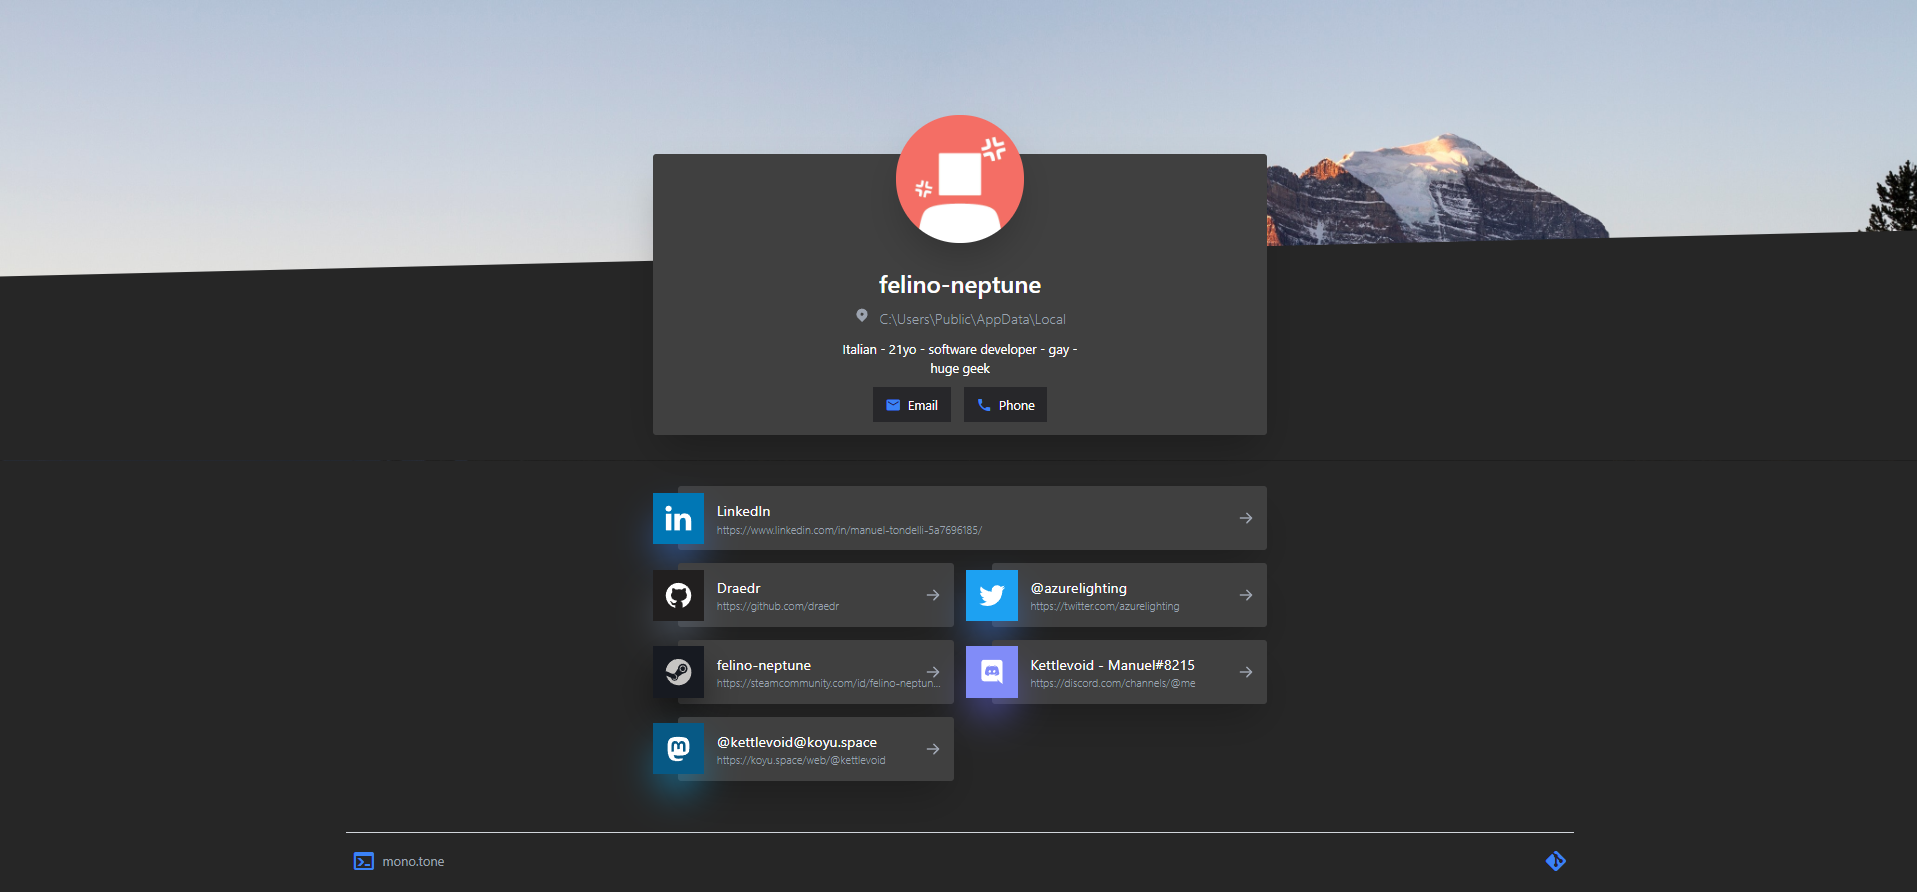 felino-neptune
C:\Users\Public\AppData\Local
Italian - 21yo - software developer - gay -
huge geek
Email
Phone
LinkedIn
https://www.linkedin.com/in/manuel-tondelli-5a7696185/
Draedr
https://github.com/draedr
@azurelighting
https://twitter.com/azurelighting
felino-neptune
https://steamcommunity.com/id/felino-neptun...
Kettlevoid - Manuel#8215
https://discord.com/channels/@me
@kettlevoid@koyu.space
https://koyu.space/web/@kettlevoid
mono.tone